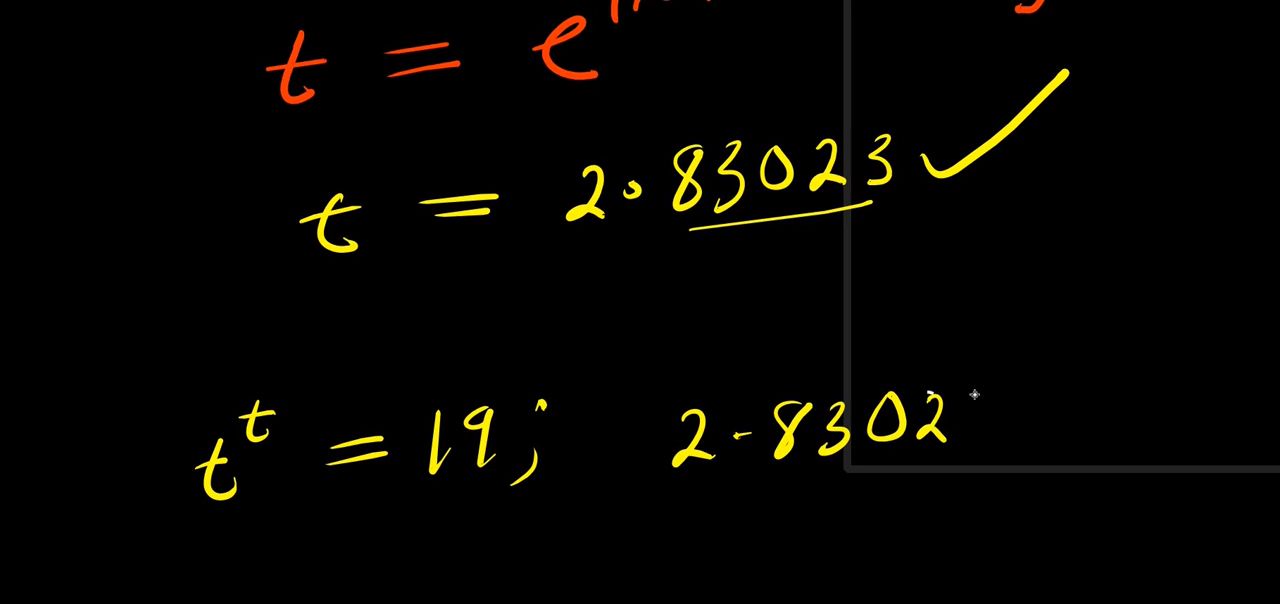 t = e
t = 2.83023
t^t = 19; 2.8302